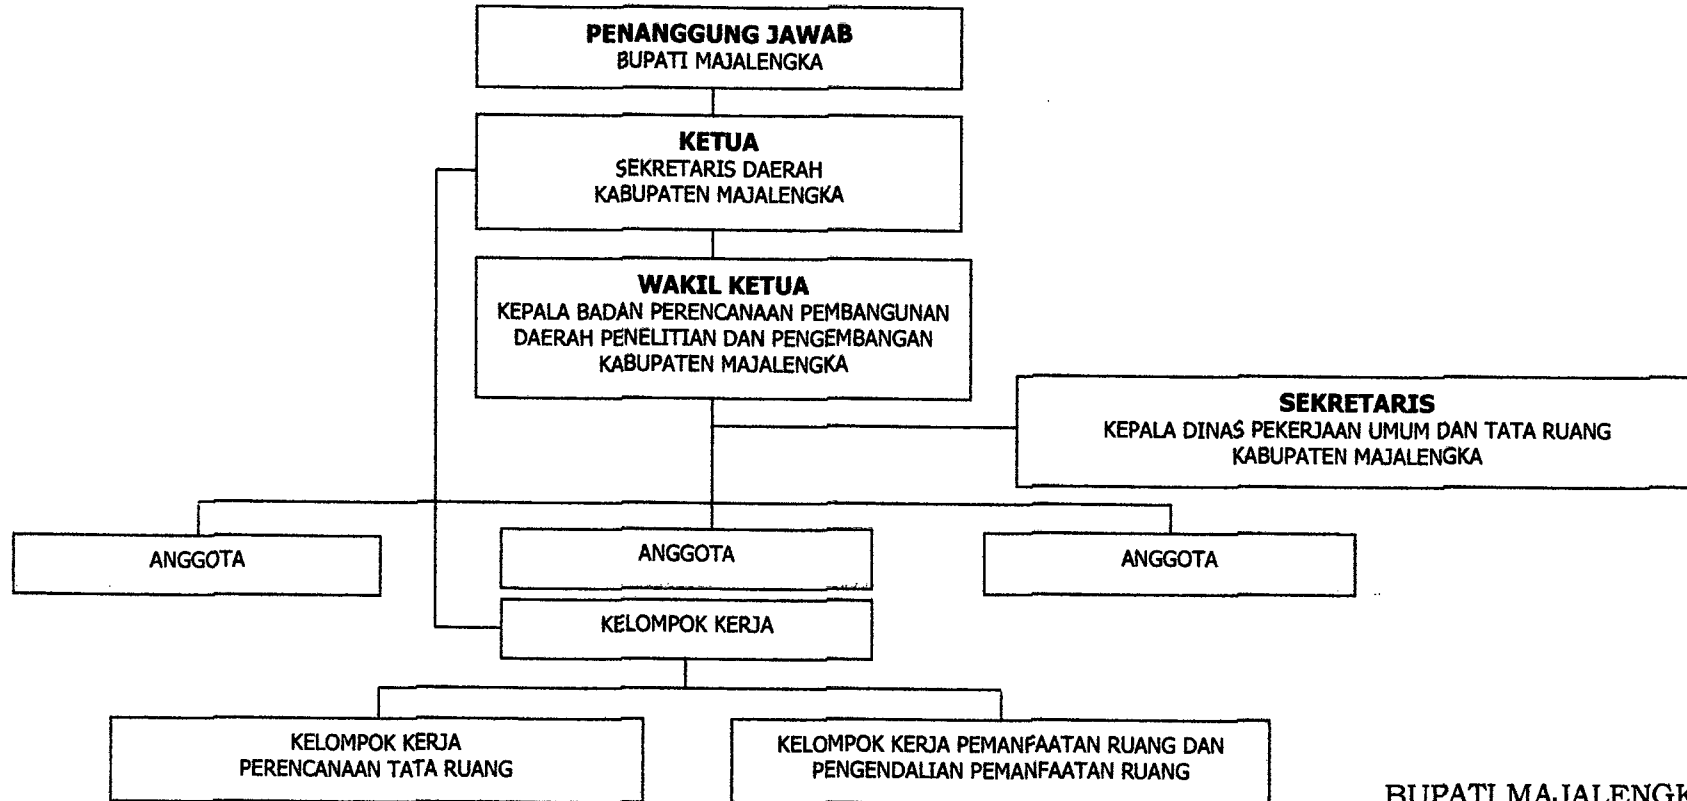 PENANGGUNG JAWAB
BUPATI MAJALENGKA
KETUA
SEKRETARIS DAERAH
KABUPATEN MAJALENGKA
WAKIL KETUA
KEPALA BADAN PERENCANAAN PEMBANGUNAN
DAERAH PENELITIAN DAN PENGEMBANGAN
KABUPATEN MAJALENGKA
SEKRETARIS
KEPALA DINAS PEKERJAAN UMUM DAN TATA RUANG
KABUPATEN MAJALENGKA
ANGGOTA
ANGGOTA
ANGGOTA
KELOMPOK KERJA
KELOMPOK KERJA
PERENCANAAN TATA RUANG
KELOMPOK KERJA PEMANFAATAN RUANG DAN
PENGENDALIAN PEMANFAATAN RUANG
BUPATI MAJALENGK